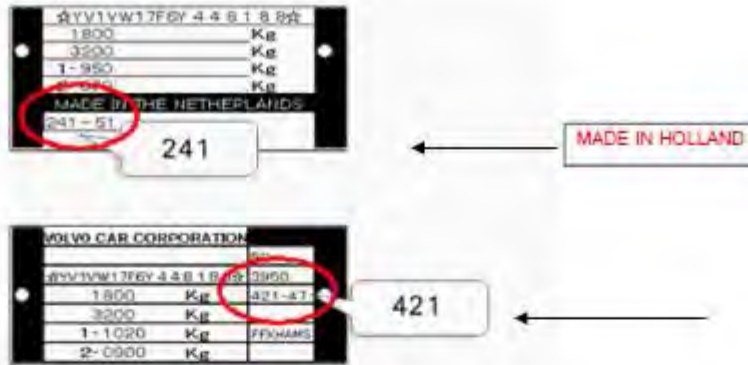 ☆YV1VW17F6Y 4 4 6 1 8 8☆
1800 Kg
3200 Kg
1-950 Kg
Kg
MADE IN THE NETHEPLANDS
241-51
241
MADE IN HOLLAND
VOLVO CAR CORPORATION
☆YV1VW17F6Y 4 4 6 1 8 8☆ 3950
1800 Kg 421-47
421
3200 Kg
1-1020 Kg
2-0900 Kg